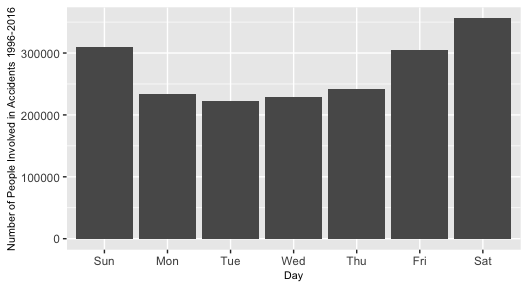 Number of People Involved in Accidents 1996-2016
300000
200000
100000
0
Sun Mon Tue Wed Thu Fri Sat
Day